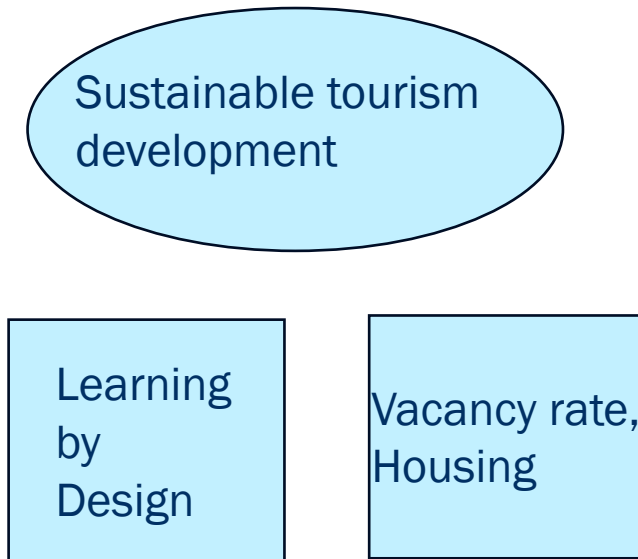 Sustainable tourism
development
Learning
by
Design
Vacancy rate,
Housing